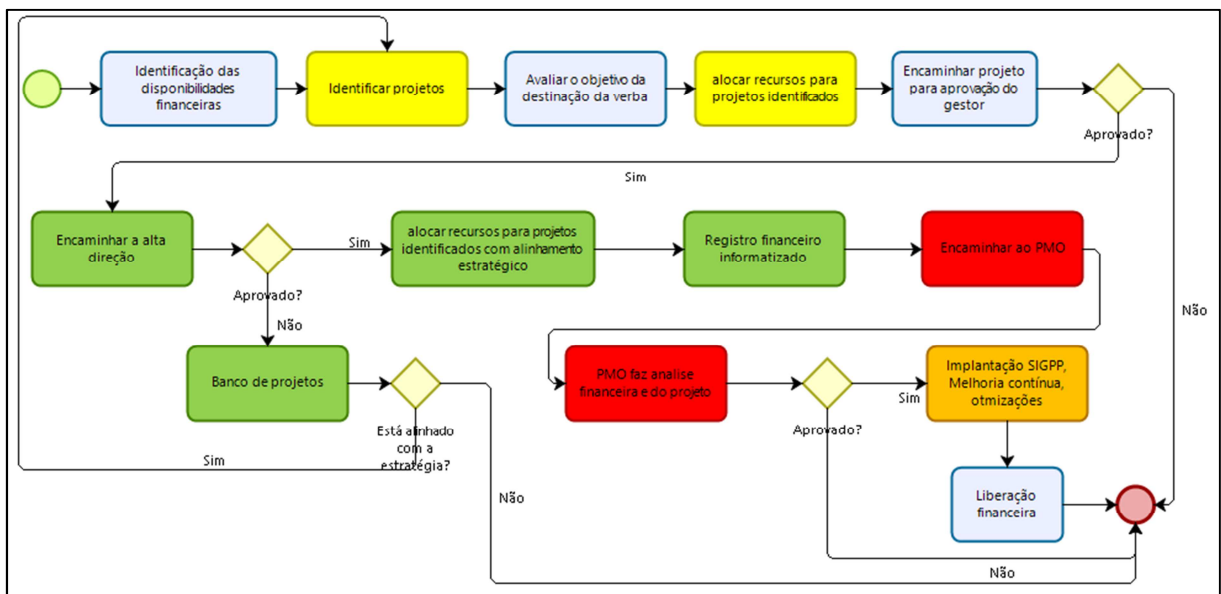 Identificação das
disponibilidades
financeiras
Identificar projetos
Avaliar o objetivo da
destinação da verba
alocar recursos para
projetos identificados
Encaminhar projeto
para aprovação do
gestor
Aprovado?
Sim
Não
Encaminhar a alta
direção
Aprovado?
Sim
Não
alocar recursos para projetos
identificados com alinhamento
estratégico
Registro financeiro
informatizado
Encaminhar ao PMO
Banco de projetos
Está alinhado
com a
estratégia?
Sim
Não
PMO faz analise
financeira e do projeto
Aprovado?
Sim
Não
Implantação SIGPP,
Melhoria contínua,
otmizações
Liberação
financeira